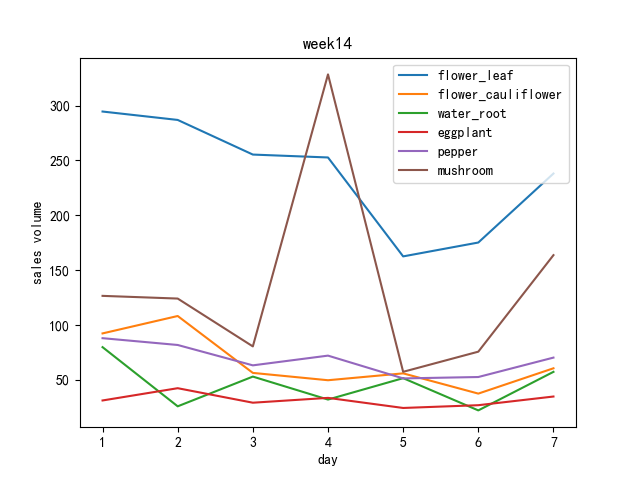 week14
flower_leaf
flower_cauliflower
water_root
eggplant
pepper
mushroom
300
250
200
150
100
50
sales volume
1 2 3 4 5 6 7
day